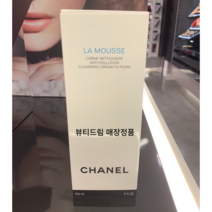 LA MOUSSE
CRÈME NETTOYANTE
ANTI-POLLUTION
CLEANSING CREAM-TO-FOAM
뷰티드림 매장정품
CHANEL